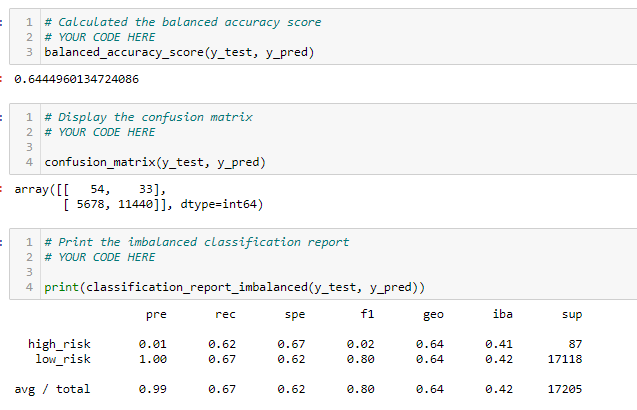 1 # Calculated the balanced accuracy score
2 # YOUR CODE HERE
3 balanced_accuracy_score(y_test, y_pred)
0.6444960134724086
1 # Display the confusion matrix
2 # YOUR CODE HERE
3
4 confusion_matrix(y_test, y_pred)
array([[   54,    33],
       [ 5678, 11440]], dtype=int64)
1 # Print the imbalanced classification report
2 # YOUR CODE HERE
3
4 print(classification_report_imbalanced(y_test, y_pred))
pre rec spe f1 geo iba sup
high_risk 0.01 0.62 0.67 0.02 0.64 0.41 87
low_risk 1.00 0.67 0.62 0.80 0.64 0.42 17118
avg / total 0.99 0.67 0.62 0.80 0.64 0.42 17205